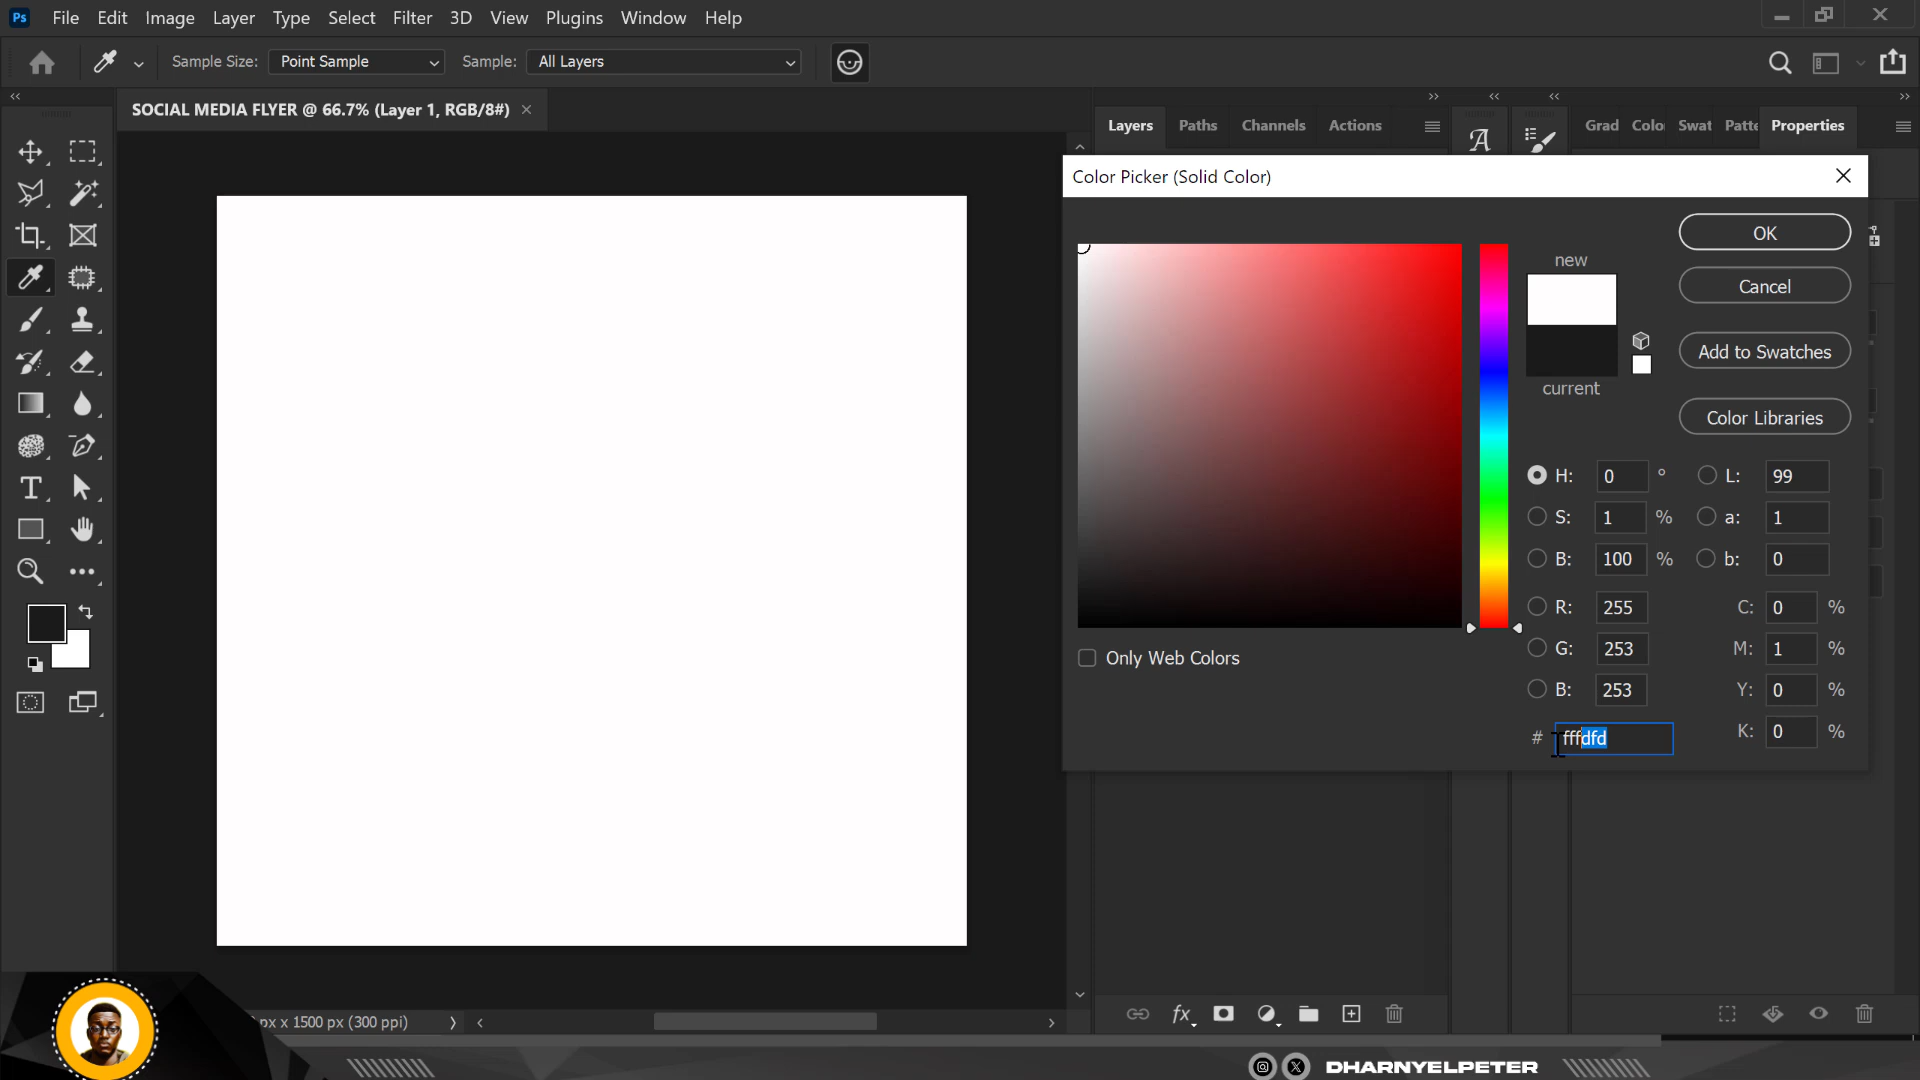 Ps File Edit Image Layer Type Select Filter 3D View Plugins Window Help
Sample Size: Point Sample Sample: All Layers
SOCIAL MEDIA FLYER @ 66.7% (Layer 1, RGB/8#) ×
Layers Paths Channels Actions
A
Grad Colo Swat Patte Properties
Color Picker (Solid Color)
OK
new
Cancel
Add to Swatches
current
Color Libraries
H: 0 ° L: 99
S: 1 % a: 1
B: 100 % b: 0
R: 255 C: 0 %
G: 253 M: 1 %
B: 253 Y: 0 %
# fffdfd K: 0 %
Only Web Colors
T
px x 1500 px (300 ppi)
fx
DHARNYELPETER